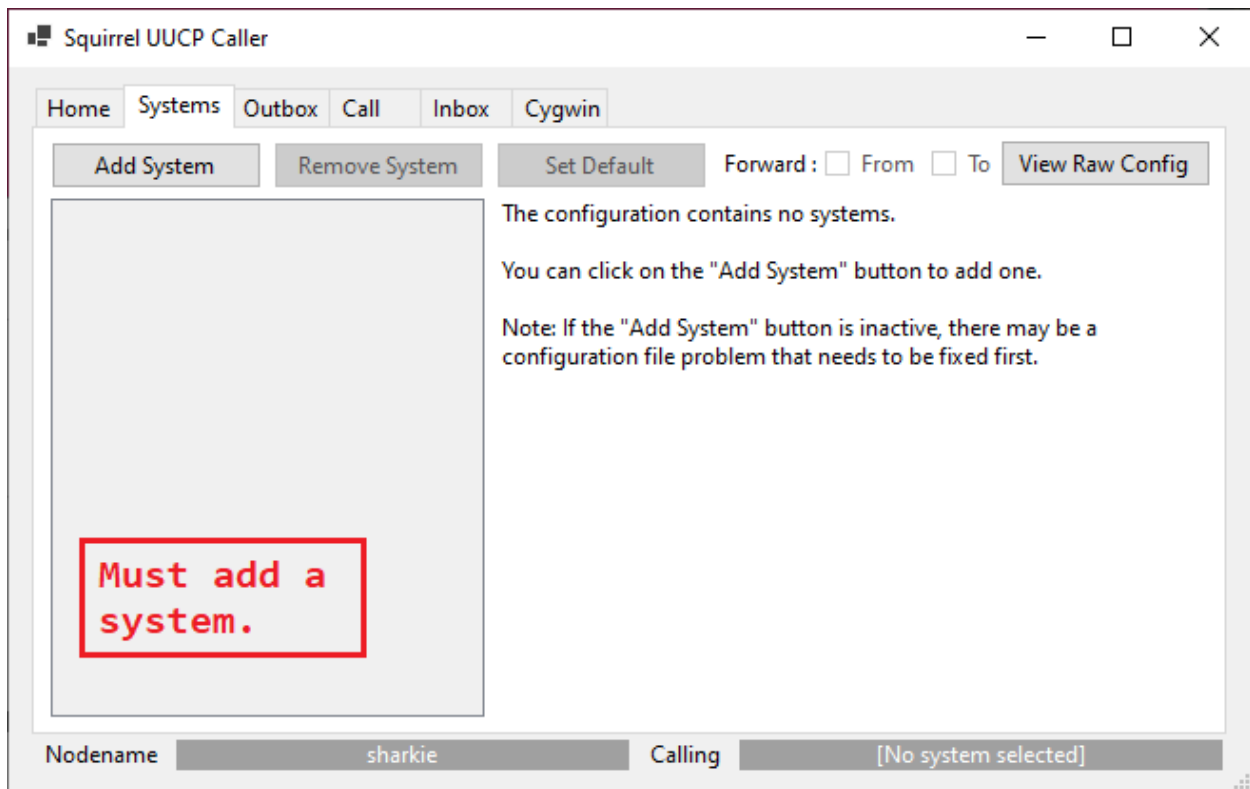 Squirrel UUCP Caller
Home Systems Outbox Call Inbox Cygwin
Add System Remove System Set Default Forward : From To View Raw Config
The configuration contains no systems.
You can click on the "Add System" button to add one.
Note: If the "Add System" button is inactive, there may be a
configuration file problem that needs to be fixed first.
Must add a
system.
Nodename sharkie Calling [No system selected]